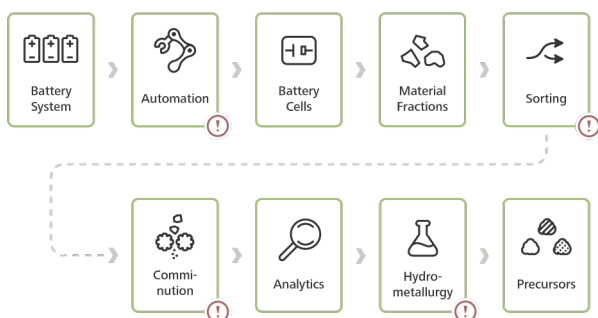 Battery
System
Automation
Battery
Cells
Material
Fractions
Sorting
Commi-
nution
Analytics
Hydro-
metallurgy
Precursors